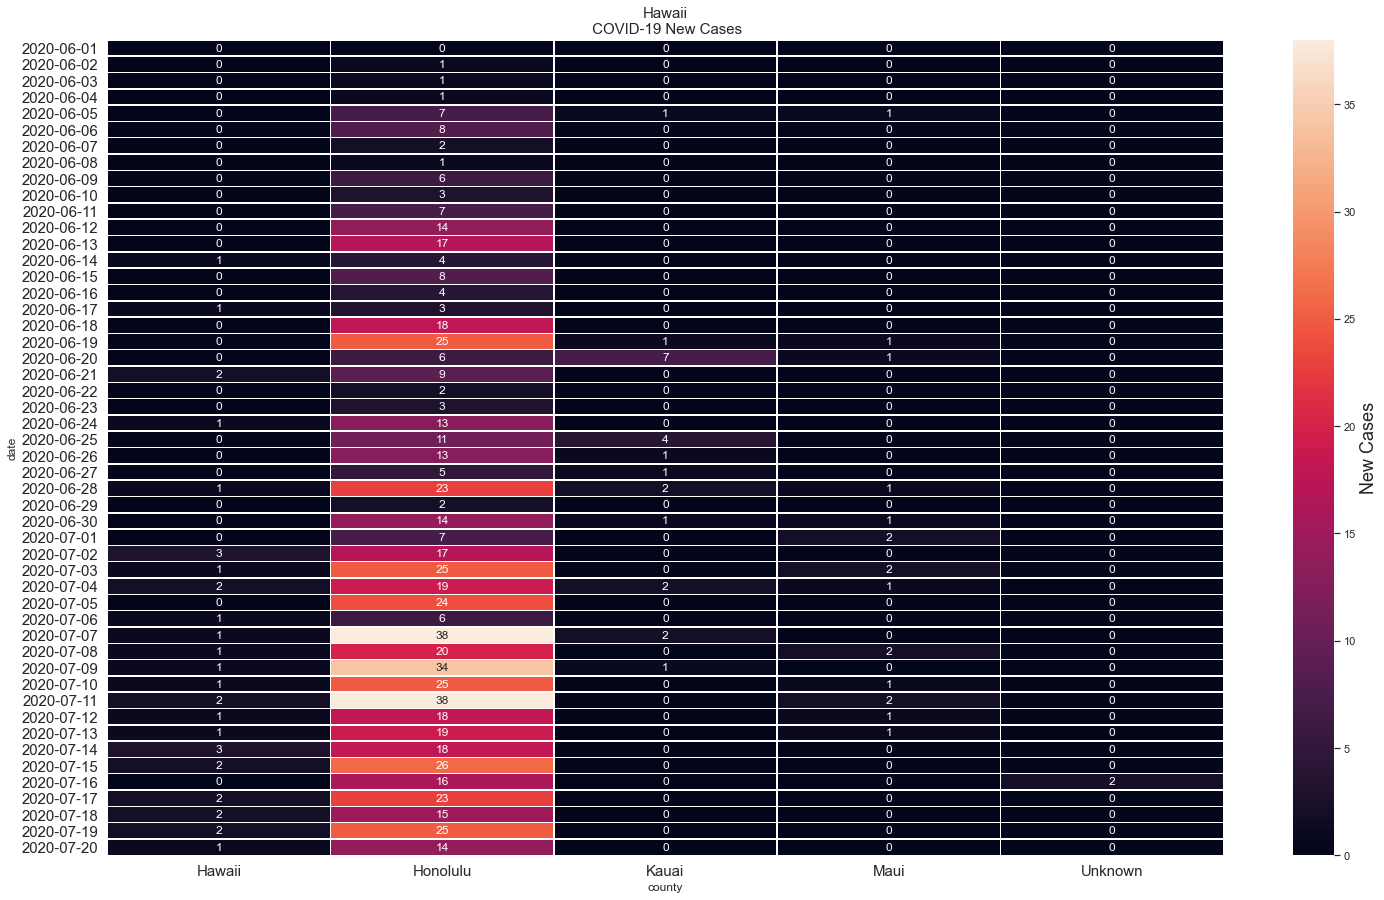 Hawaii
COVID-19 New Cases
2020-06-01 0 0 0 0 0
2020-06-02 0 1 0 0 0
2020-06-03 0 1 0 0 0
2020-06-04 0 1 0 0 0
2020-06-05 0 7 1 1 0
2020-06-06 0 8 0 0 0
2020-06-07 0 2 0 0 0
2020-06-08 0 1 0 0 0
2020-06-09 0 6 0 0 0
2020-06-10 0 3 0 0 0
2020-06-11 0 7 0 0 0
2020-06-12 0 14 0 0 0
2020-06-13 0 17 0 0 0
2020-06-14 1 4 0 0 0
2020-06-15 0 8 0 0 0
2020-06-16 0 4 0 0 0
2020-06-17 1 3 0 0 0
2020-06-18 0 18 0 0 0
2020-06-19 0 25 1 1 0
2020-06-20 0 6 7 1 0
2020-06-21 2 9 0 0 0
2020-06-22 0 2 0 0 0
2020-06-23 0 3 0 0 0
2020-06-24 1 13 0 0 0
2020-06-25 0 11 4 0 0
2020-06-26 0 13 1 0 0
2020-06-27 0 5 1 0 0
2020-06-28 1 23 2 1 0
2020-06-29 0 2 0 0 0
2020-06-30 0 14 1 1 0
2020-07-01 0 7 0 2 0
2020-07-02 3 17 0 0 0
2020-07-03 1 25 0 2 0
2020-07-04 2 19 2 1 0
2020-07-05 0 24 0 0 0
2020-07-06 1 6 0 0 0
2020-07-07 1 38 2 0 0
2020-07-08 1 20 0 2 0
2020-07-09 1 34 1 0 0
2020-07-10 1 25 0 1 0
2020-07-11 2 38 0 2 0
2020-07-12 1 18 0 1 0
2020-07-13 1 19 0 1 0
2020-07-14 3 18 0 0 0
2020-07-15 2 26 0 0 0
2020-07-16 0 16 0 0 2
2020-07-17 2 23 0 0 0
2020-07-18 2 15 0 0 0
2020-07-19 2 25 0 0 0
2020-07-20 1 14 0 0 0
Hawaii Honolulu Kauai Maui Unknown
county
date
35
30
25
20
15
10
5
0
New Cases